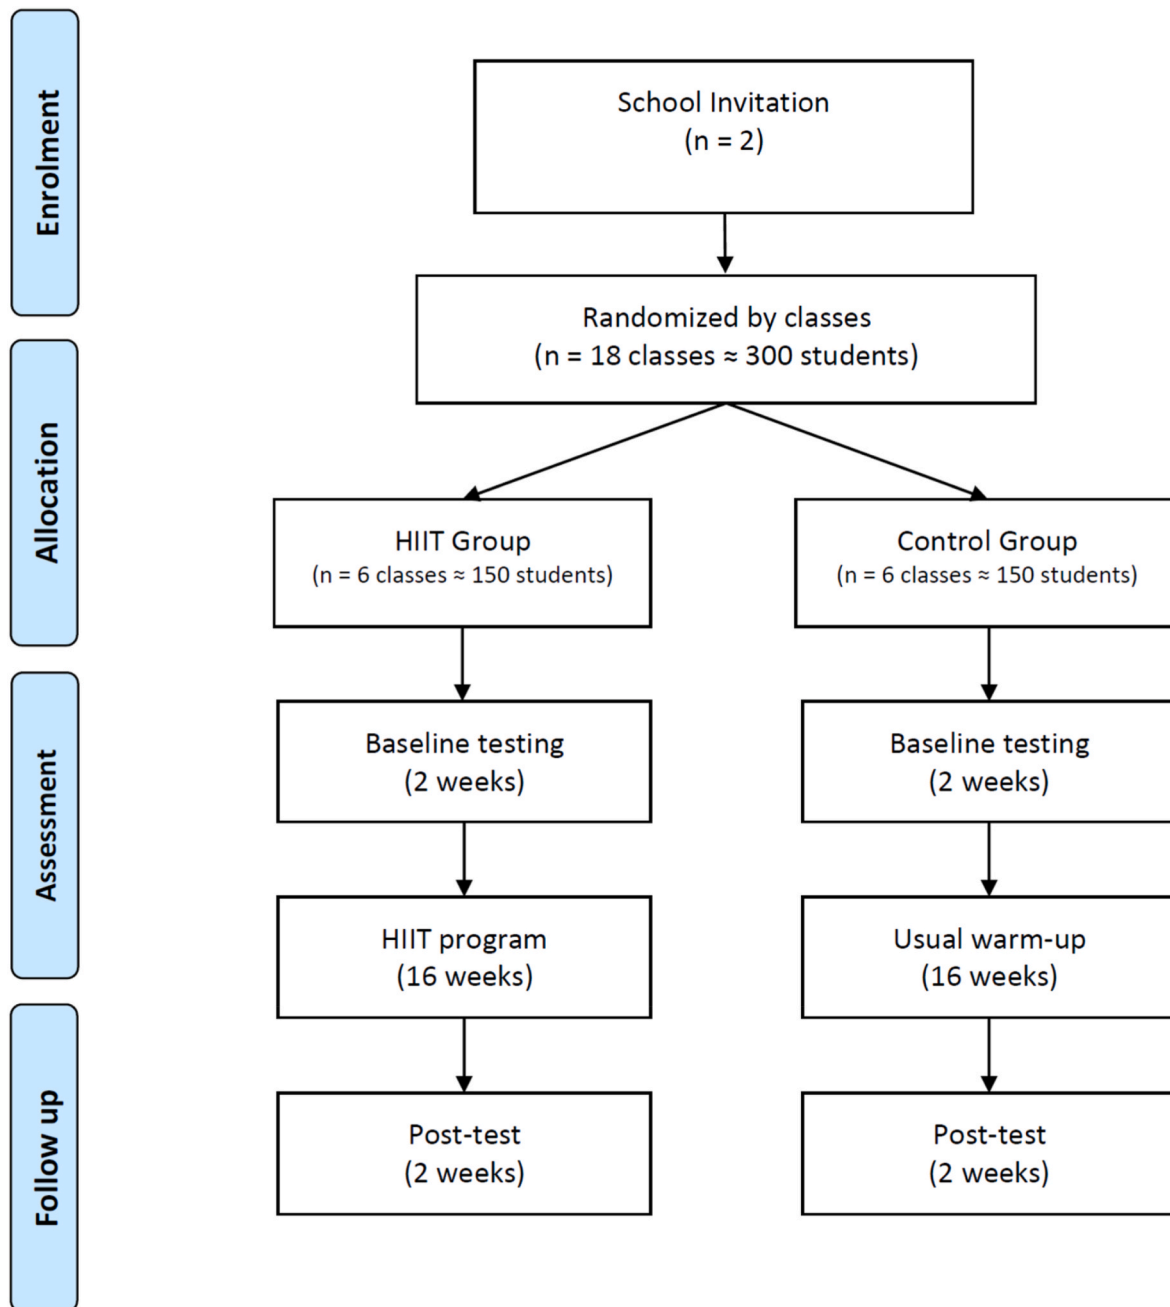 Enrolment
School Invitation
(n = 2)
Randomized by classes
(n = 18 classes ≈ 300 students)
Allocation
HIIT Group
(n = 6 classes ≈ 150 students)
Control Group
(n = 6 classes ≈ 150 students)
Assessment
Baseline testing
(2 weeks)
Baseline testing
(2 weeks)
HIIT program
(16 weeks)
Usual warm-up
(16 weeks)
Follow up
Post-test
(2 weeks)
Post-test
(2 weeks)